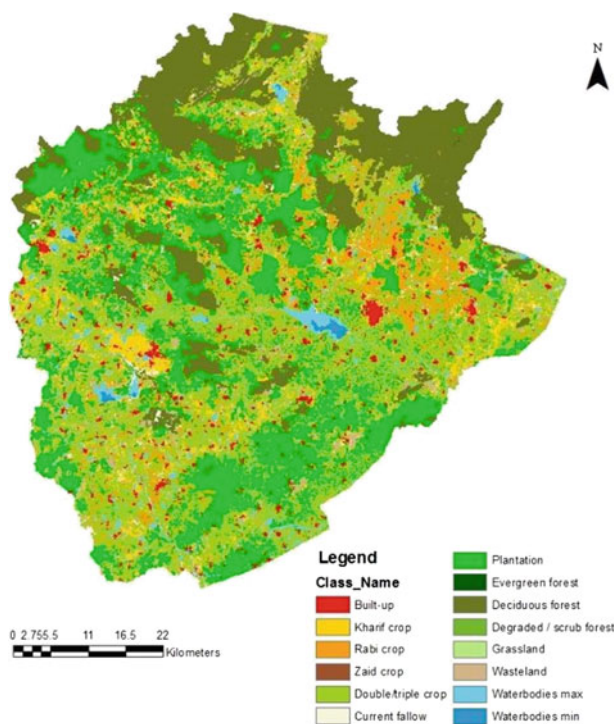 N
Legend
Class_Name
Built-up
Kharif crop
Rabi crop
Zaid crop
Double/triple crop
Current fallow
Plantation
Evergreen forest
Deciduous forest
Degraded / scrub forest
Grassland
Wasteland
Waterbodies max
Waterbodies min
0 2.755.5 11 16.5 22
Kilometers